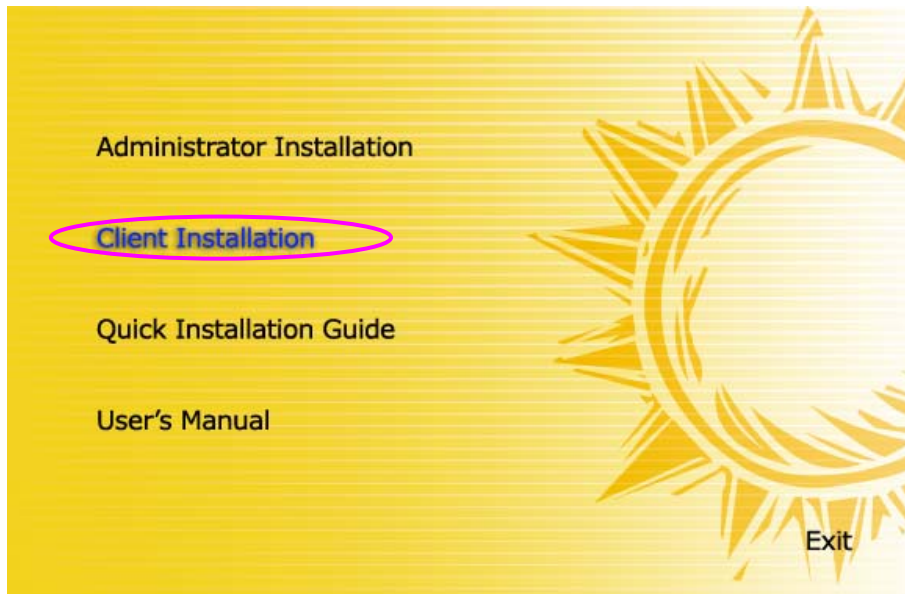 Administrator Installation
Client Installation
Quick Installation Guide
User’s Manual
Exit